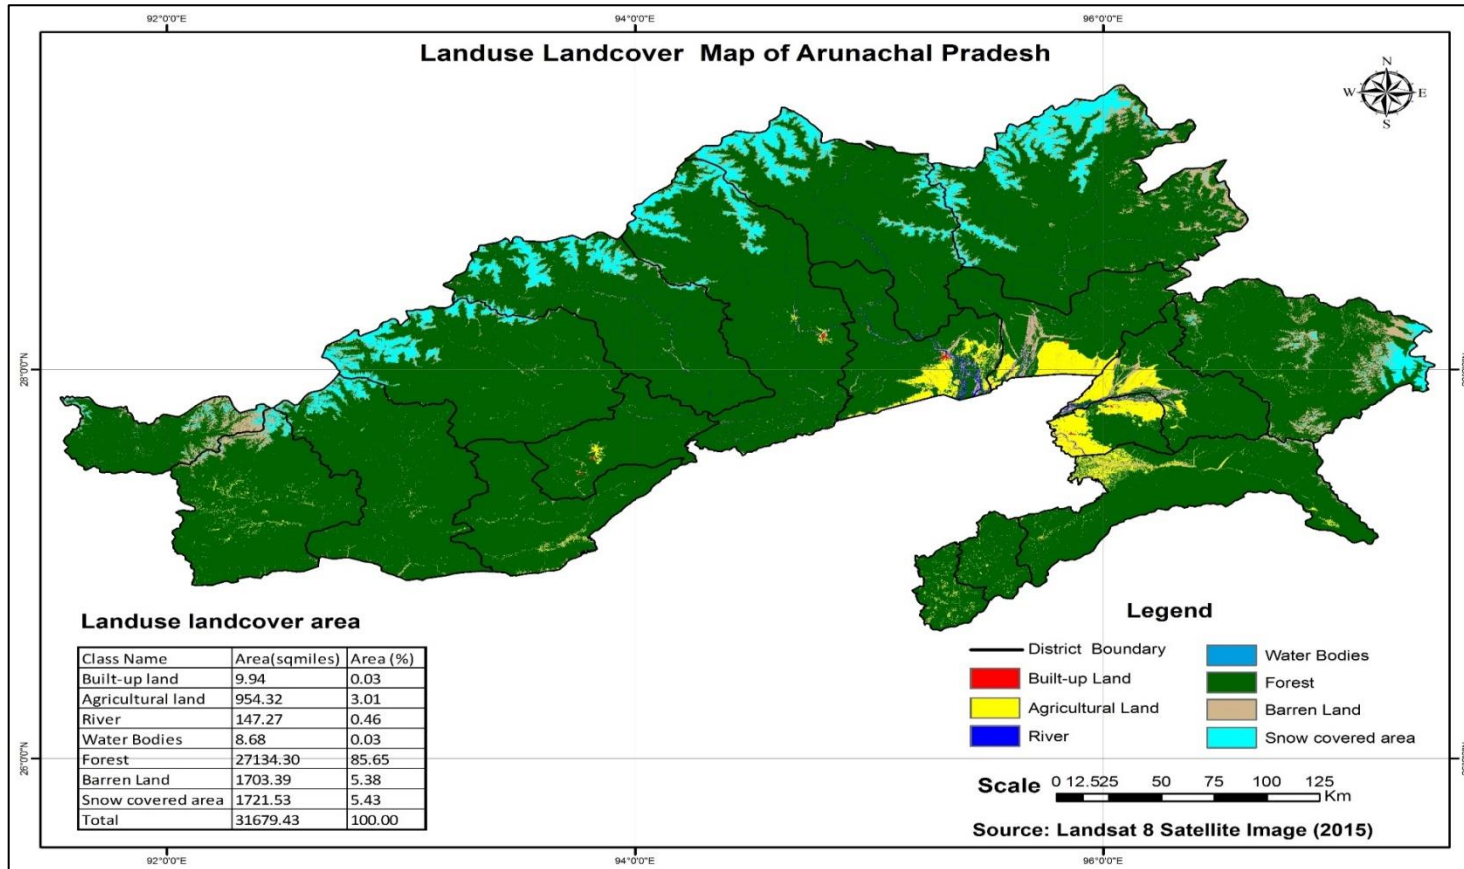 92°0'0"E 94°0'0"E 96°0'0"E
Landuse Landcover Map of Arunachal Pradesh
N
W E
S
28°0'0"N 28°0'0"N
Landuse landcover area
Class Name Area(sqmiles) Area (%)
Built-up land 9.94 0.03
Agricultural land 954.32 3.01
River 147.27 0.46
Water Bodies 8.68 0.03
Forest 27134.30 85.65
Barren Land 1703.39 5.38
Snow covered area 1721.53 5.43
Total 31679.43 100.00
Legend
District Boundary
Built-up Land
Agricultural Land
River
Water Bodies
Forest
Barren Land
Snow covered area
26°0'0"N 26°0'0"N
Scale 0 12.525 50 75 100 125
Km
Source: Landsat 8 Satellite Image (2015)
92°0'0"E 94°0'0"E 96°0'0"E